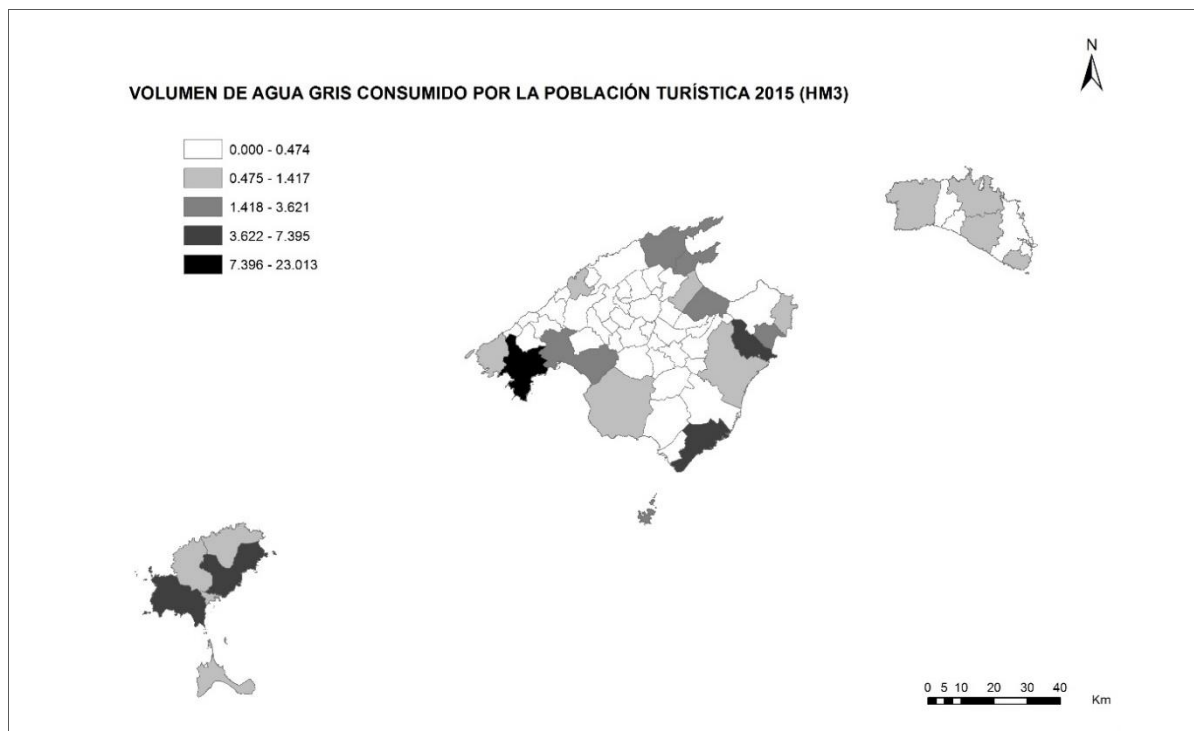 N
VOLUMEN DE AGUA GRIS CONSUMIDO POR LA POBLACIÓN TURÍSTICA 2015 (HM3)
0.000 - 0.474
0.475 - 1.417
1.418 - 3.621
3.622 - 7.395
7.396 - 23.013
0 5 10 20 30 40
Km